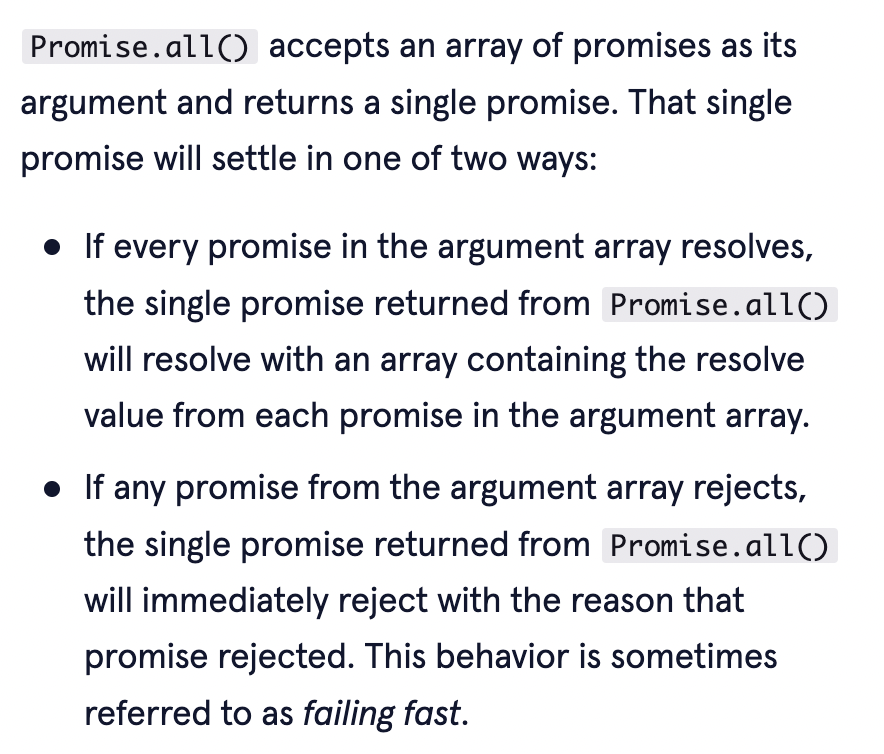 Promise.all() accepts an array of promises as its
argument and returns a single promise. That single
promise will settle in one of two ways:
● If every promise in the argument array resolves,
the single promise returned from Promise.all()
will resolve with an array containing the resolve
value from each promise in the argument array.
● If any promise from the argument array rejects,
the single promise returned from Promise.all()
will immediately reject with the reason that
promise rejected. This behavior is sometimes
referred to as failing fast.